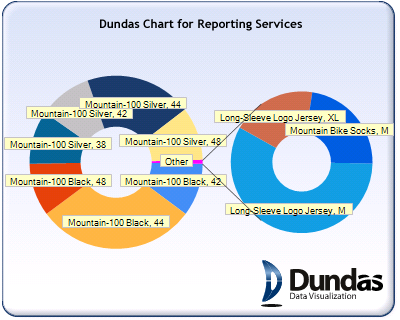 Dundas Chart for Reporting Services
Mountain-100 Silver, 44
Mountain-100 Silver, 42
Long-Sleeve Logo Jersey, XL
Mountain Bike Socks, M
Mountain-100 Silver, 38
Mountain-100 Silver, 48
Other
Mountain-100 Black, 48
Mountain-100 Black, 42
Long-Sleeve Logo Jersey, M
Mountain-100 Black, 44
Dundas
Data Visualization